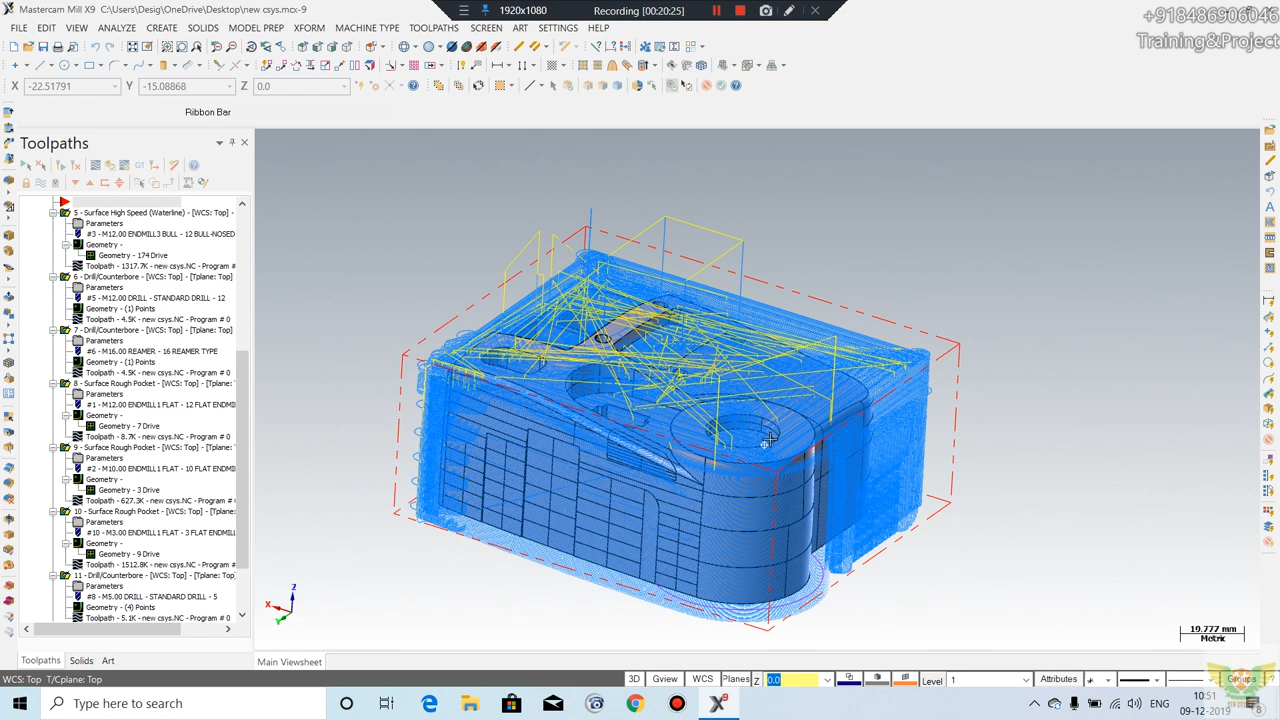 Mastercam Mill X9 C:\Users\Desig\OneDrive\Desktop\new csys.mcx-9
1920x1080
Recording [00:20:25]
+918486906046
Training&Project
FILE EDIT VIEW ANALYZE CREATE SOLIDS MODEL PREP XFORM MACHINE TYPE TOOLPATHS SCREEN ART SETTINGS HELP
X -22.51791 Y -15.08868 Z 0.0
Ribbon Bar
Toolpaths
5 - Surface High Speed (Waterline) - [WCS: Top] -
Parameters
#3 - M12.00 ENDMILL3 BULL - 12 BULL-NOSED
Geometry -
Geometry - 174 Drive
Toolpath - 1317.7K - new csys.NC - Program #
6 - Drill/Counterbore - [WCS: Top] - [Tplane: Top]
Parameters
#5 - M12.00 DRILL - STANDARD DRILL - 12
Geometry - (1) Points
Toolpath - 4.5K - new csys.NC - Program # 0
7 - Drill/Counterbore - [WCS: Top] - [Tplane: Top]
Parameters
#6 - M16.00 REAMER - 16 REAMER TYPE
Geometry - (1) Points
Toolpath - 4.5K - new csys.NC - Program # 0
8 - Surface Rough Pocket - [WCS: Top] - [Tplane:
Parameters
#1 - M12.00 ENDMILL1 FLAT - 12 FLAT ENDMIL
Geometry -
Geometry - 7 Drive
Toolpath - 8.7K - new csys.NC - Program # 0
9 - Surface Rough Pocket - [WCS: Top] - [Tplane:
Parameters
#2 - M10.00 ENDMILL1 FLAT - 10 FLAT ENDMIL
Geometry -
Geometry - 3 Drive
Toolpath - 627.3K - new csys.NC - Program #
10 - Surface Rough Pocket - [WCS: Top] - [Tplane:
Parameters
#10 - M3.00 ENDMILL1 FLAT - 3 FLAT ENDMIL
Geometry -
Geometry - 9 Drive
Toolpath - 1512.8K - new csys.NC - Program #
11 - Drill/Counterbore - [WCS: Top] - [Tplane: Top]
Parameters
#8 - M5.00 DRILL - STANDARD DRILL - 5
Geometry - (4) Points
Toolpath - 5.1K - new csys.NC - Program # 0
Z
X
Y
19.777 mm
Metric
Toolpaths Solids Art
Main Viewsheet
WCS: Top T/Cplane: Top
3D Gview WCS Planes Z 0.0 Level 1 Attributes Groups ?
Type here to search
ENG
10:51
09-12-2019
8